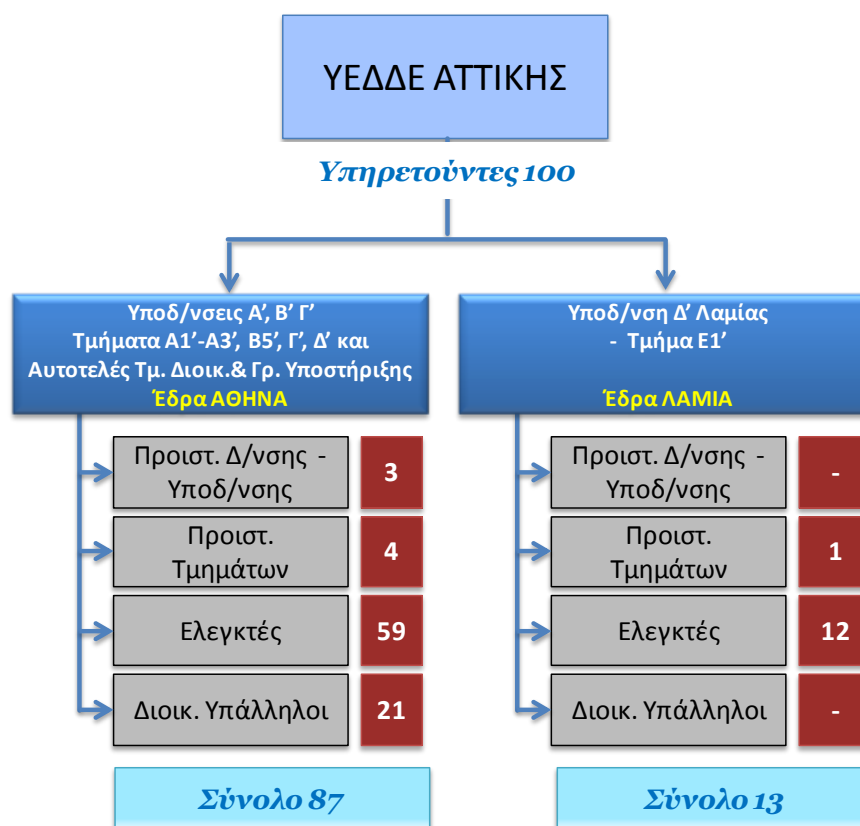 ΥΕΔΔΕ ΑΤΤΙΚΗΣ
Υπηρετούντες 100
Υποδ/νσεις Α’, Β’ Γ’
Τμήματα Α1’-Α3’, Β5’, Γ’, Δ’ και
Αυτοτελές Τμ. Διοικ.& Γρ. Υποστήριξης
Έδρα ΑΘΗΝΑ
Προιστ. Δ/νσης -
Υποδ/νσης
3
Προιστ.
Τμημάτων
4
Ελεγκτές
59
Διοικ. Υπάλληλοι
21
Σύνολο 87
Υποδ/νση Δ’ Λαμίας
- Τμήμα Ε1’
Έδρα ΛΑΜΙΑ
Προιστ. Δ/νσης -
Υποδ/νσης
-
Προιστ.
Τμημάτων
1
Ελεγκτές
12
Διοικ. Υπάλληλοι
-
Σύνολο 13